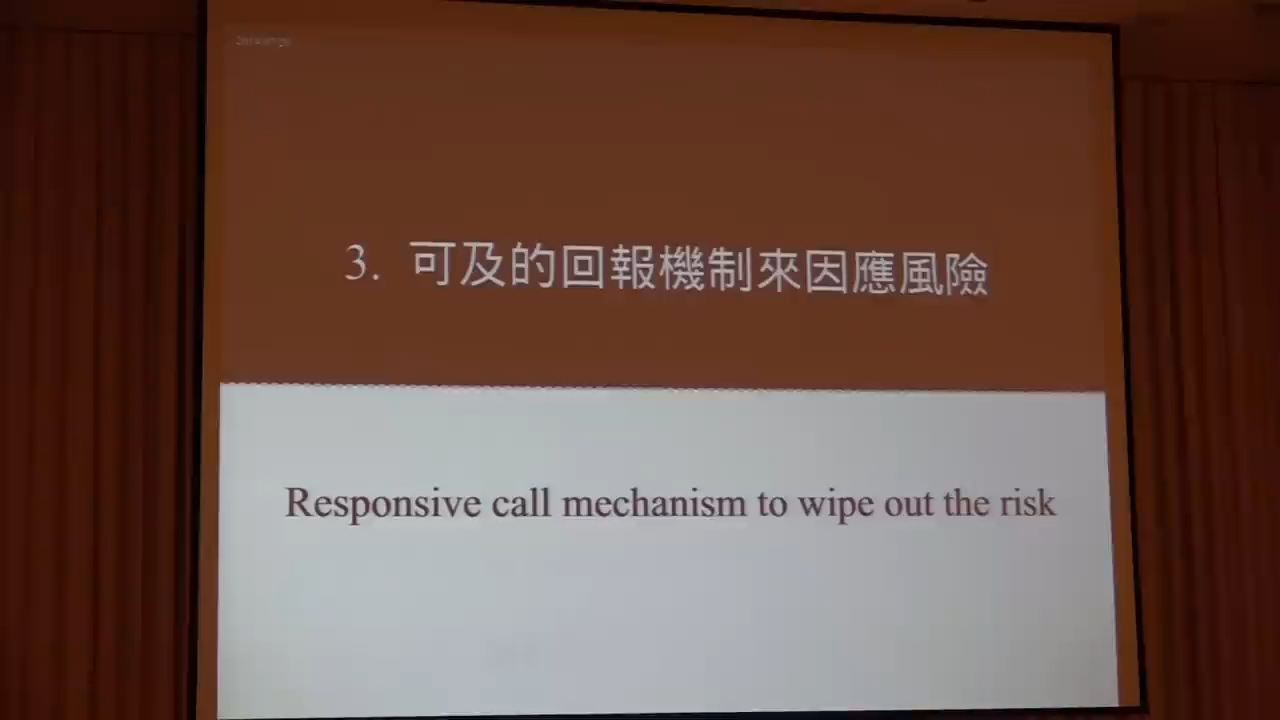 3. 可及的回報機制來因應風險
Responsive call mechanism to wipe out the risk